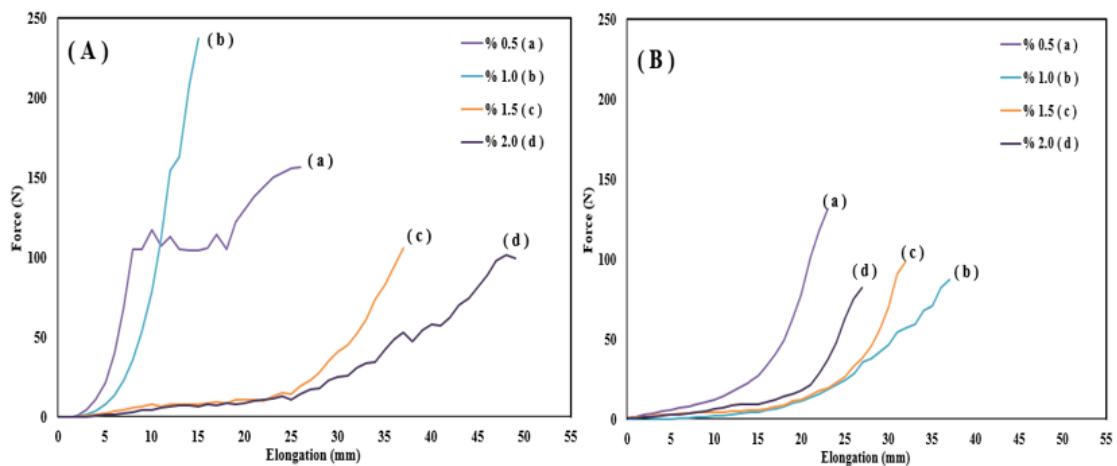 ( A )
Force (N)
250
200
150
100
50
0
0 5 10 15 20 25 30 35 40 45 50 55
Elongation (mm)
% 0.5 ( a )
% 1.0 ( b )
% 1.5 ( c )
% 2.0 ( d )
( b )
( a )
( c )
( d )
( B )
Force (N)
250
200
150
100
50
0
0 5 10 15 20 25 30 35 40 45 50 55
Elongation (mm)
% 0.5 ( a )
% 1.0 ( b )
% 1.5 ( c )
% 2.0 ( d )
( a )
( d )
( c )
( b )